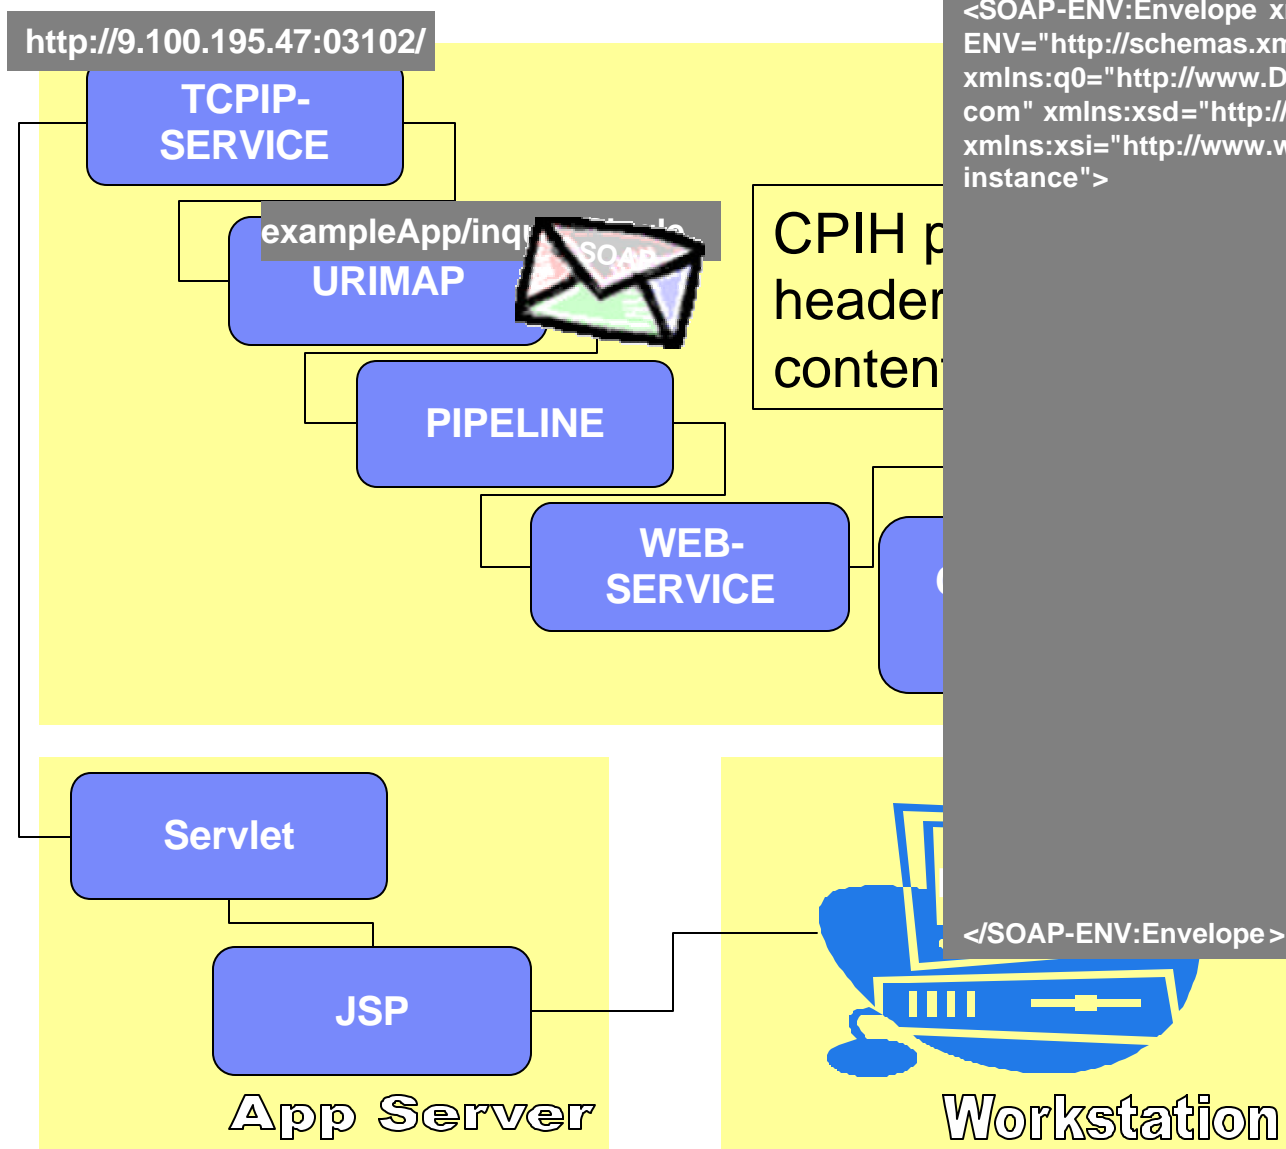 http://9.100.195.47:03102/
TCPIP-
SERVICE
exampleApp/inqu
SOAP
URIMAP
PIPELINE
WEB-
SERVICE
CPIH p
header
conten
<SOAP-ENV:Envelope
ENV="http://schemas.xm
xmlns:q0="http://www.D
com" xmlns:xsd="http://
xmlns:xsi="http://www.w
instance">
</SOAP-ENV:Envelope>
Servlet
JSP
App Server
Workstation